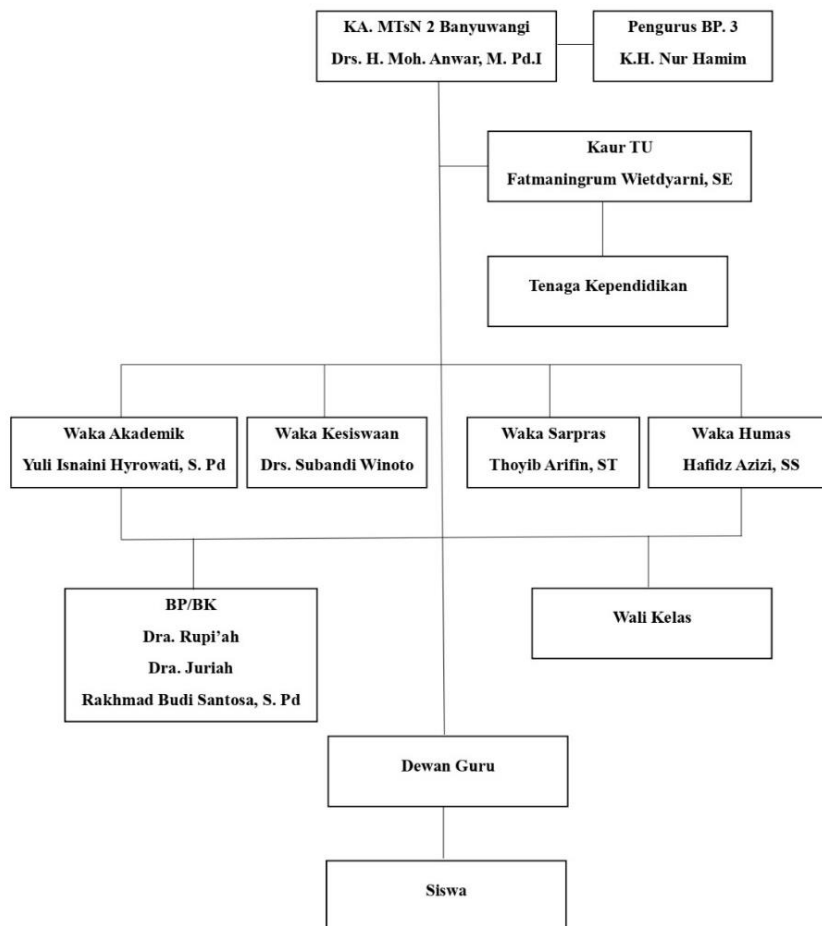 KA. MTsN 2 Banyuwangi
Drs. H. Moh. Anwar, M. Pd.I
Pengurus BP. 3
K.H. Nur Hamim
Kaur TU
Fatmaningrum Wietdyarni, SE
Tenaga Kependidikan
Waka Akademik
Yuli Isnaini Hyrowati, S. Pd
Waka Kesiswaan
Drs. Subandi Winoto
Waka Sarpras
Thoyib Arifin, ST
Waka Humas
Hafidz Azizi, SS
BP/BK
Dra. Rupi’ah
Dra. Juriah
Rakhmad Budi Santosa, S. Pd
Wali Kelas
Dewan Guru
Siswa